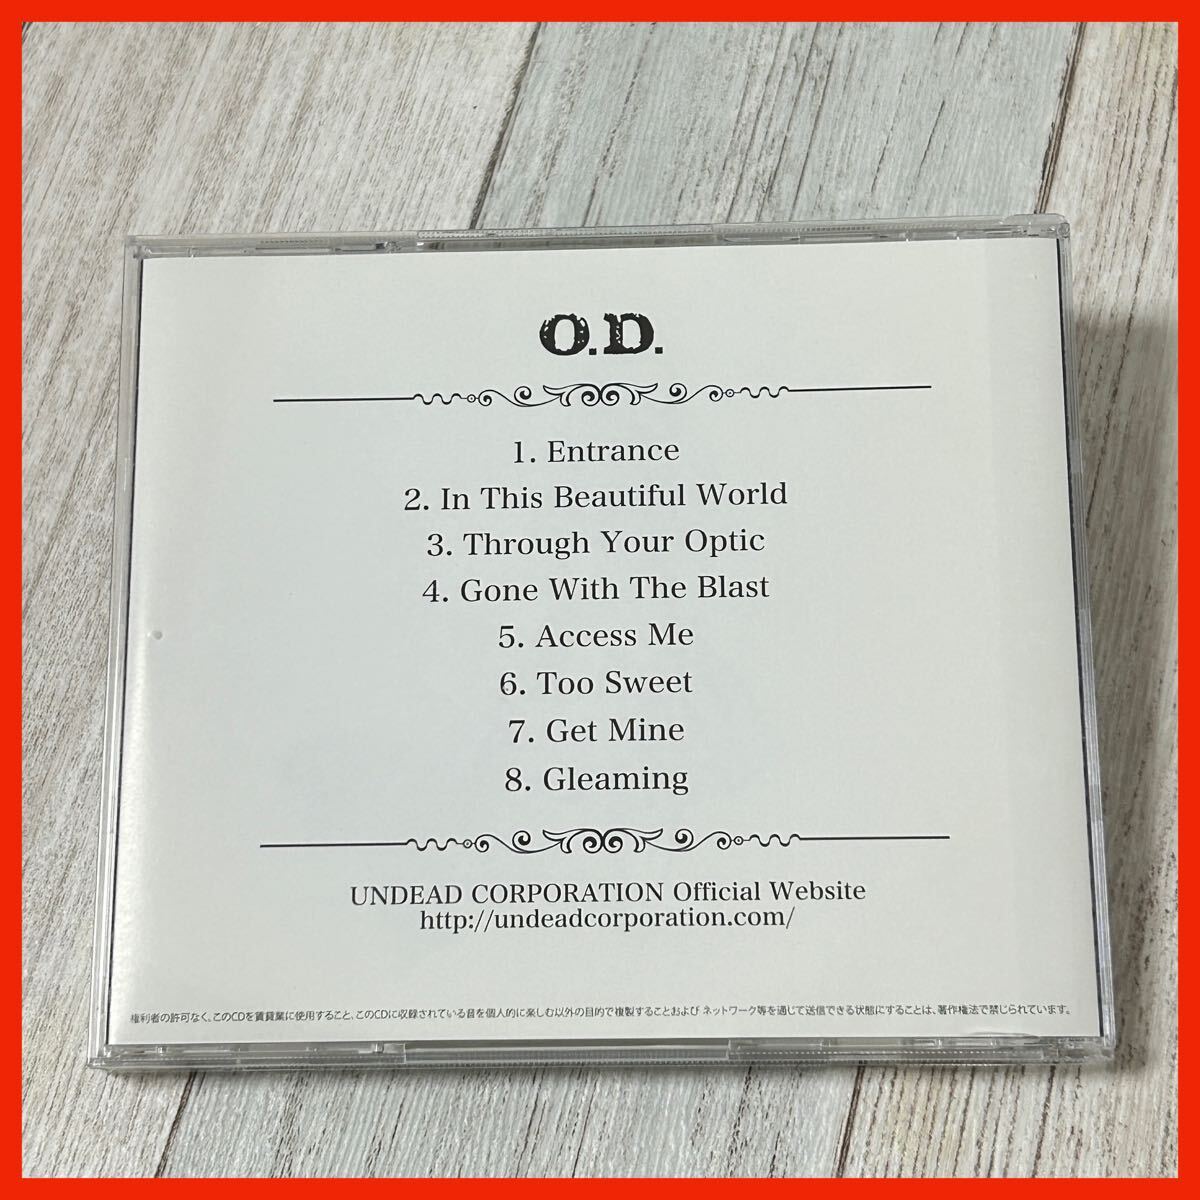 O.D.
1. Entrance
2. In This Beautiful World
3. Through Your Optic
4. Gone With The Blast
5. Access Me
6. Too Sweet
7. Get Mine
8. Gleaming
UNDEAD CORPORATION Official Website
http://undeadcorporation.com/
権利者の許可なく、このCDを賃貸業に使用すること、このCDに収録されている音を個人的に楽しむ以外の目的で複製することおよび ネットワーク等を通じて送信できる状態にすることは、著作権法で禁じられています。